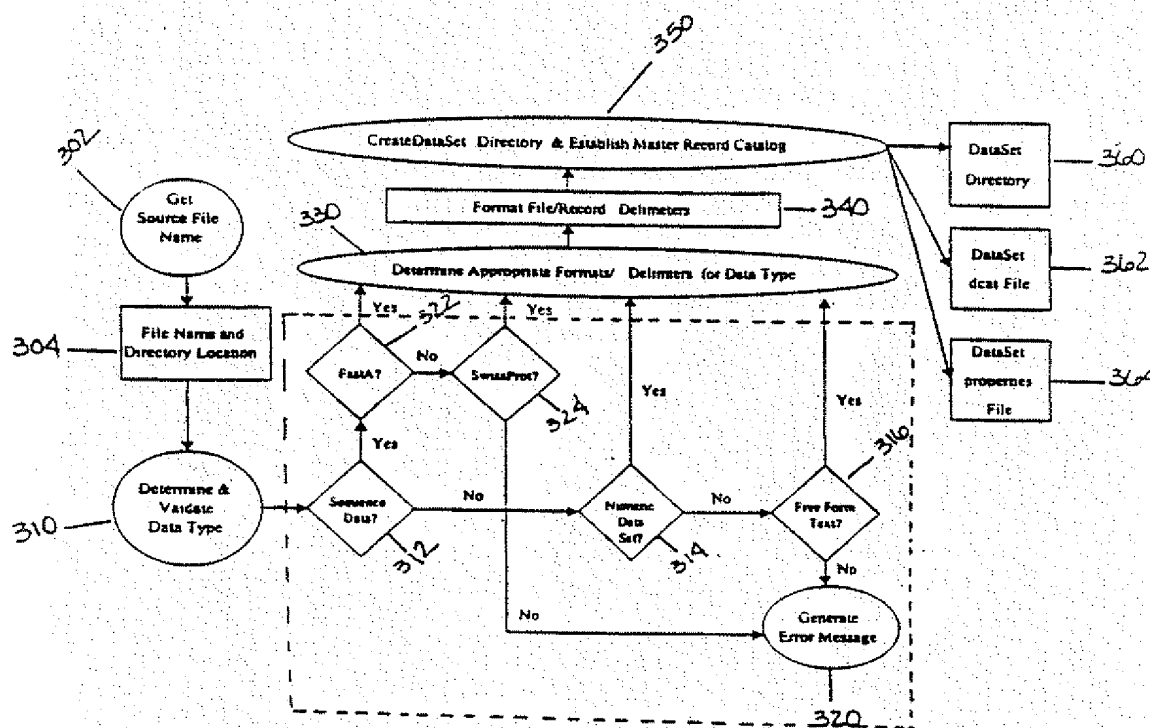 350
CreateDataSet Directory & Establish Master Record Catalog
DataSet
Directory
360
302
Get
Source File
Name
Format File/Record Delimeters
340
330
Determine Appropriate Formats/ Delimiters for Data Type
DataSet
dcat File
362
Yes
322
Yes
304
File Name and
Directory Location
FastA?
No
SwissProt?
324
Yes
Yes
DataSet
properties
File
364
Yes
316
310
Determine &
Validate
Data Type
Sequence
Data?
312
No
Numeric
Data
Set?
314
No
Free Form
Text?
No
No
Generate
Error Message
320